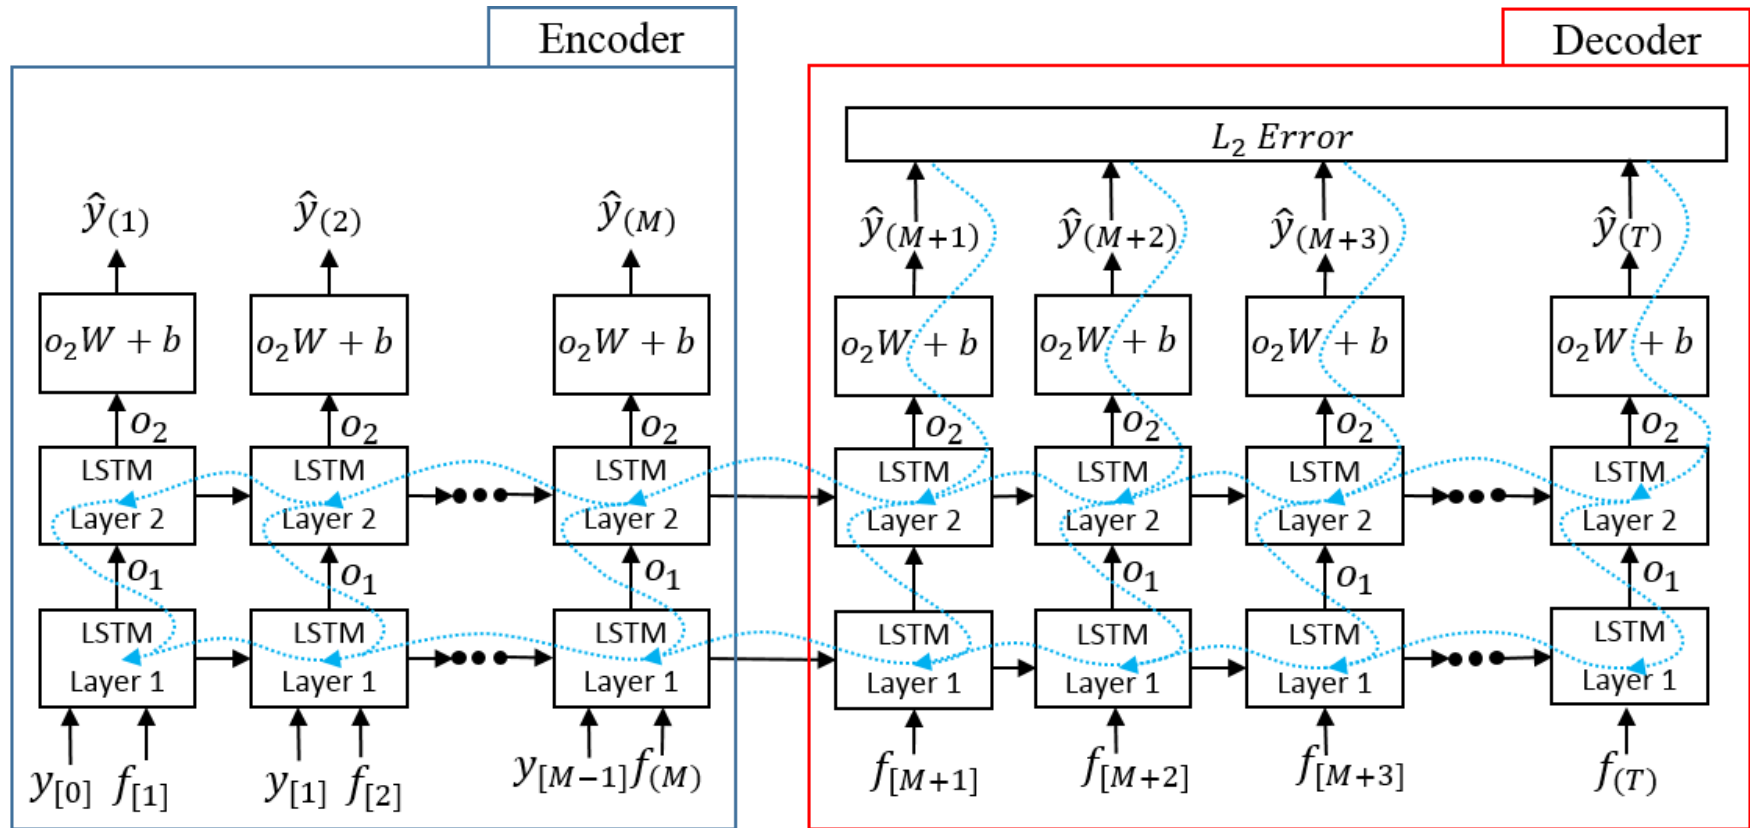 Encoder
Decoder
L₂ Error
ŷ₍₁₎ ŷ₍₂₎ ŷ₍M₎ ŷ₍M+1₎ ŷ₍M+2₎ ŷ₍M+3₎ ŷ₍T₎
o₂W + b o₂W + b o₂W + b o₂W + b o₂W + b o₂W + b o₂W + b
o₂ o₂ o₂ o₂ o₂ o₂ o₂
LSTM LSTM LSTM LSTM LSTM LSTM LSTM
Layer 2 Layer 2 Layer 2 Layer 2 Layer 2 Layer 2 Layer 2
o₁ o₁ o₁ o₁ o₁ o₁
LSTM LSTM LSTM LSTM LSTM LSTM LSTM
Layer 1 Layer 1 Layer 1 Layer 1 Layer 1 Layer 1 Layer 1
y[0] f[1] y[1] f[2] y[M−1] f(M) f[M+1] f[M+2] f[M+3] f(T)